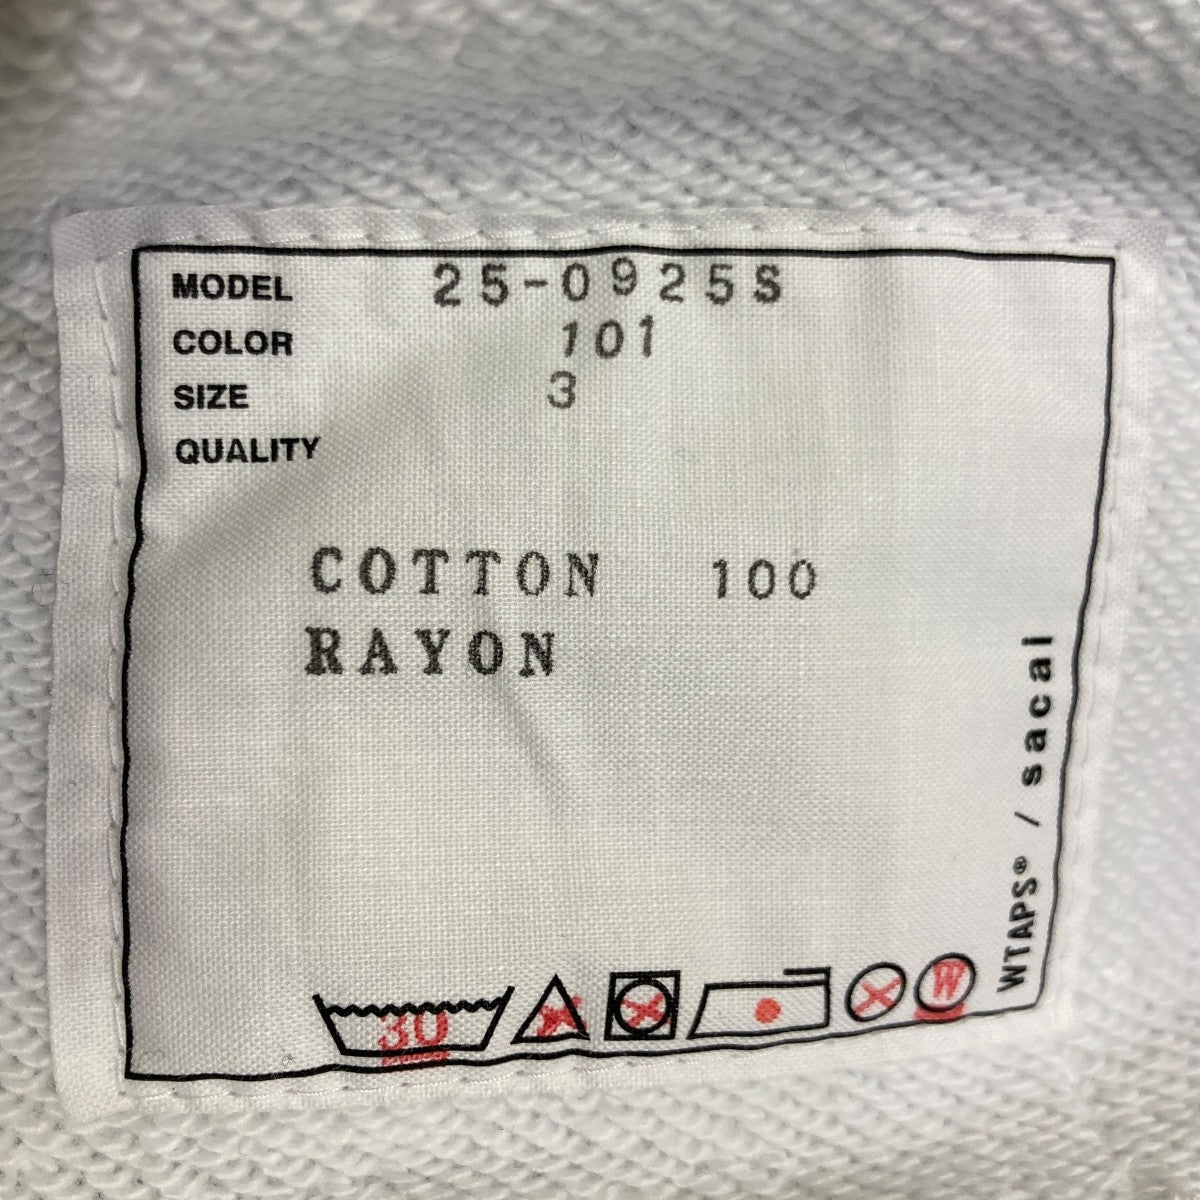 MODEL 25-0925S
COLOR 101
SIZE 3
QUALITY
COTTON 100
RAYON
WTAPS® / sacai
30
W